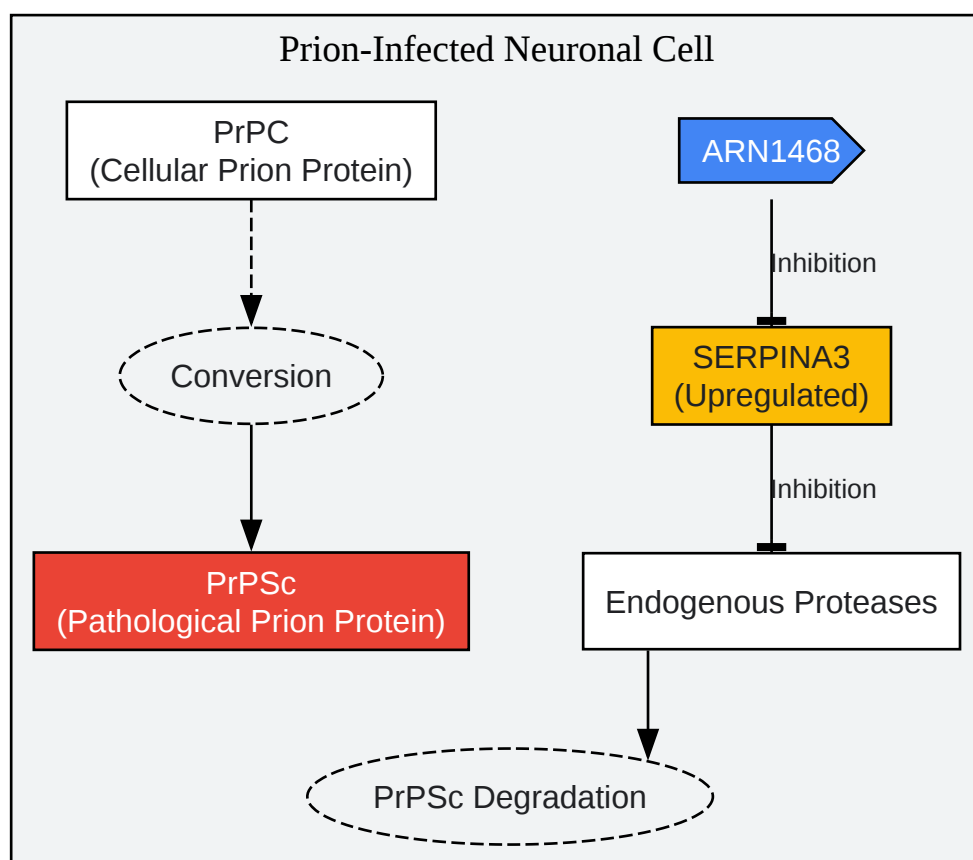 Prion-Infected Neuronal Cell
PrPC
(Cellular Prion Protein)
ARN1468
Inhibition
Conversion
SERPINA3
(Upregulated)
Inhibition
PrPSc
(Pathological Prion Protein)
Endogenous Proteases
PrPSc Degradation